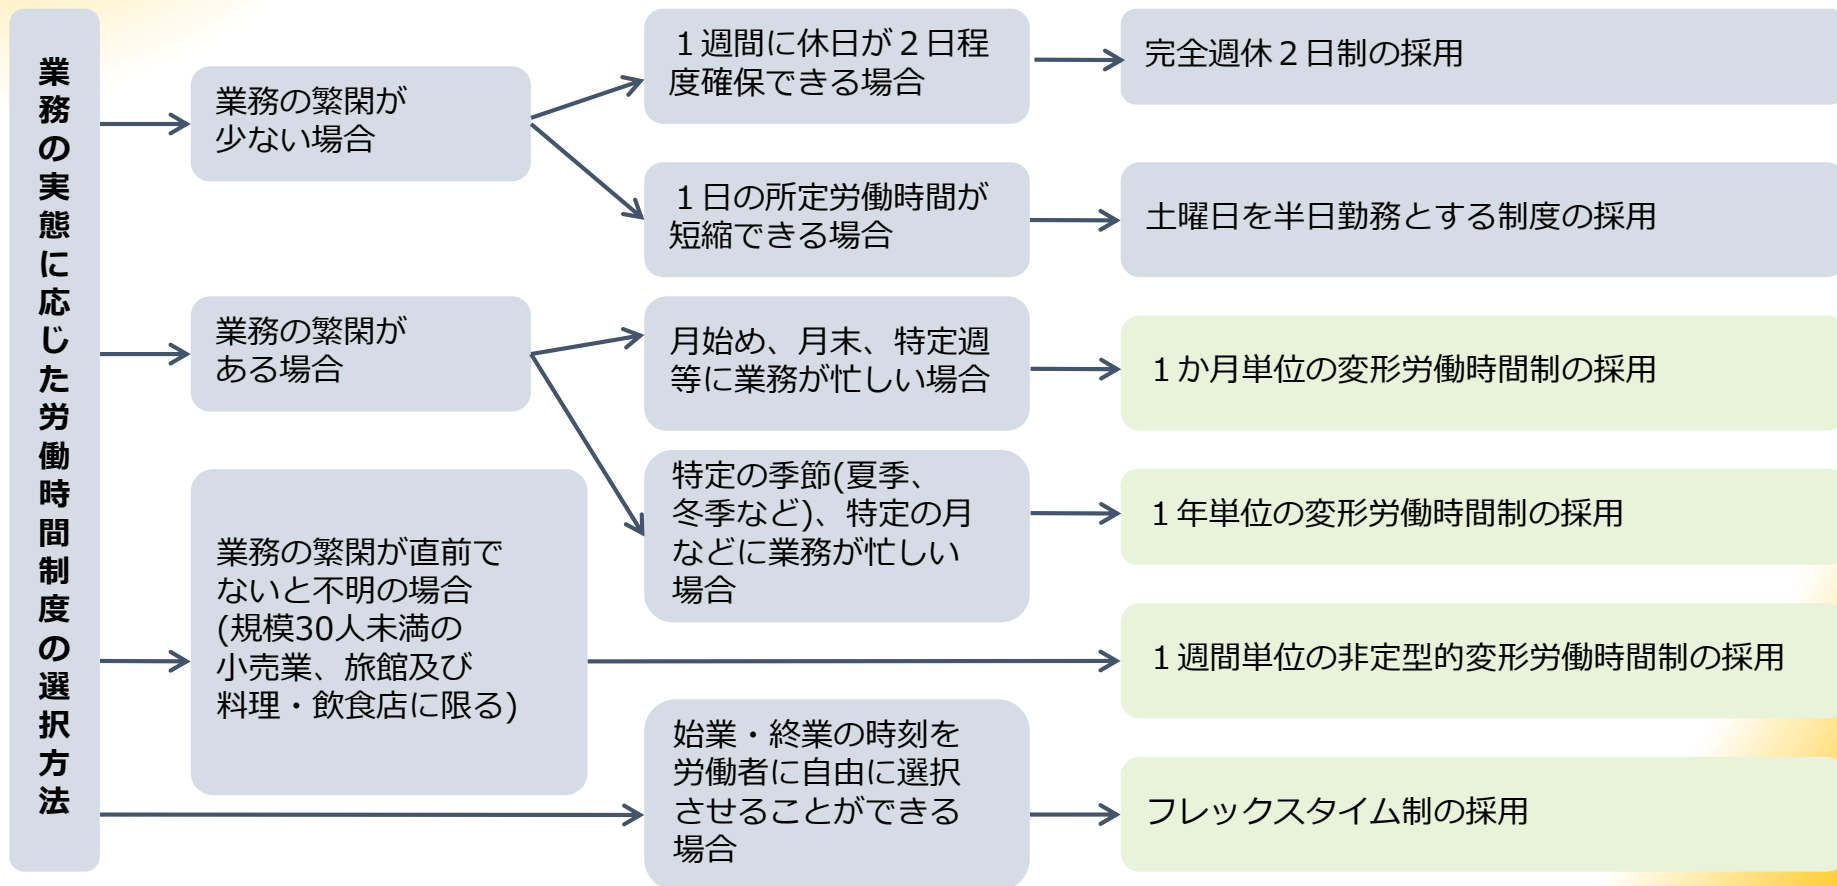 業務の実態に応じた労働時間制度の選択方法
業務の繁閑が
少ない場合
１週間に休日が２日程
度確保できる場合
完全週休２日制の採用
１日の所定労働時間が
短縮できる場合
土曜日を半日勤務とする制度の採用
業務の繁閑が
ある場合
月始め、月末、特定週
等に業務が忙しい場合
１か月単位の変形労働時間制の採用
特定の季節(夏季、
冬季など)、特定の月
などに業務が忙しい
場合
１年単位の変形労働時間制の採用
業務の繁閑が直前で
ないと不明の場合
(規模30人未満の
小売業、旅館及び
料理・飲食店に限る)
１週間単位の非定型的変形労働時間制の採用
始業・終業の時刻を
労働者に自由に選択
させることができる
場合
フレックスタイム制の採用